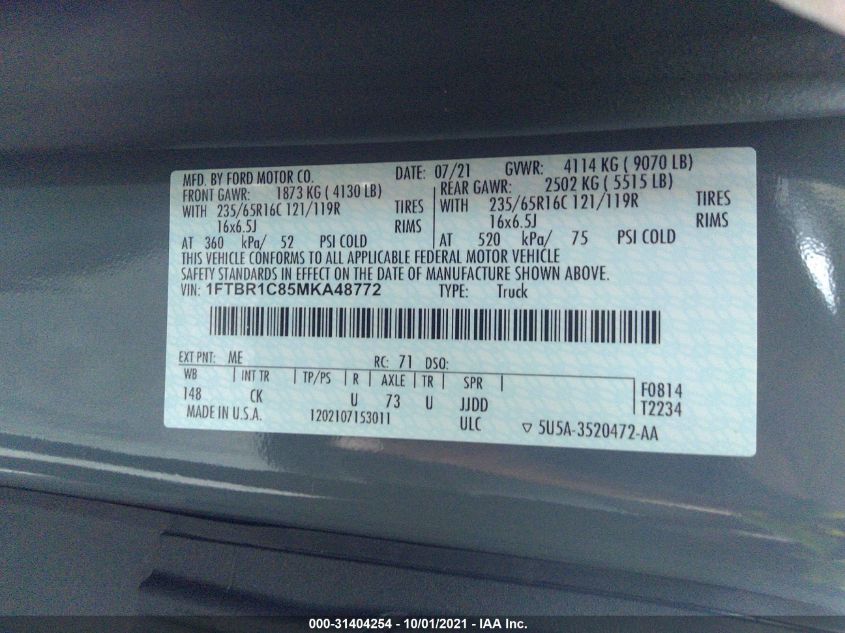 MFD. BY FORD MOTOR CO. DATE: 07/21 GVWR: 4114 KG ( 9070 LB)
FRONT GAWR: 1873 KG ( 4130 LB) REAR GAWR: 2502 KG ( 5515 LB)
WITH 235/65R16C 121/119R TIRES WITH 235/65R16C 121/119R TIRES
16x6.5J RIMS 16x6.5J RIMS
AT 360 kPa/ 52 PSI COLD AT 520 kPa/ 75 PSI COLD
THIS VEHICLE CONFORMS TO ALL APPLICABLE FEDERAL MOTOR VEHICLE
SAFETY STANDARDS IN EFFECT ON THE DATE OF MANUFACTURE SHOWN ABOVE.
VIN: 1FTBR1C85MKA48772 TYPE: Truck
EXT PNT: ME RC: 71 DSO:
WB INT TR TP/PS R AXLE TR SPR F0814
148 CK U 73 U JJDD T2234
MADE IN U.S.A. 1202107153011 ULC ▽ 5U5A-3520472-AA
000-31404254 - 10/01/2021 - IAA Inc.